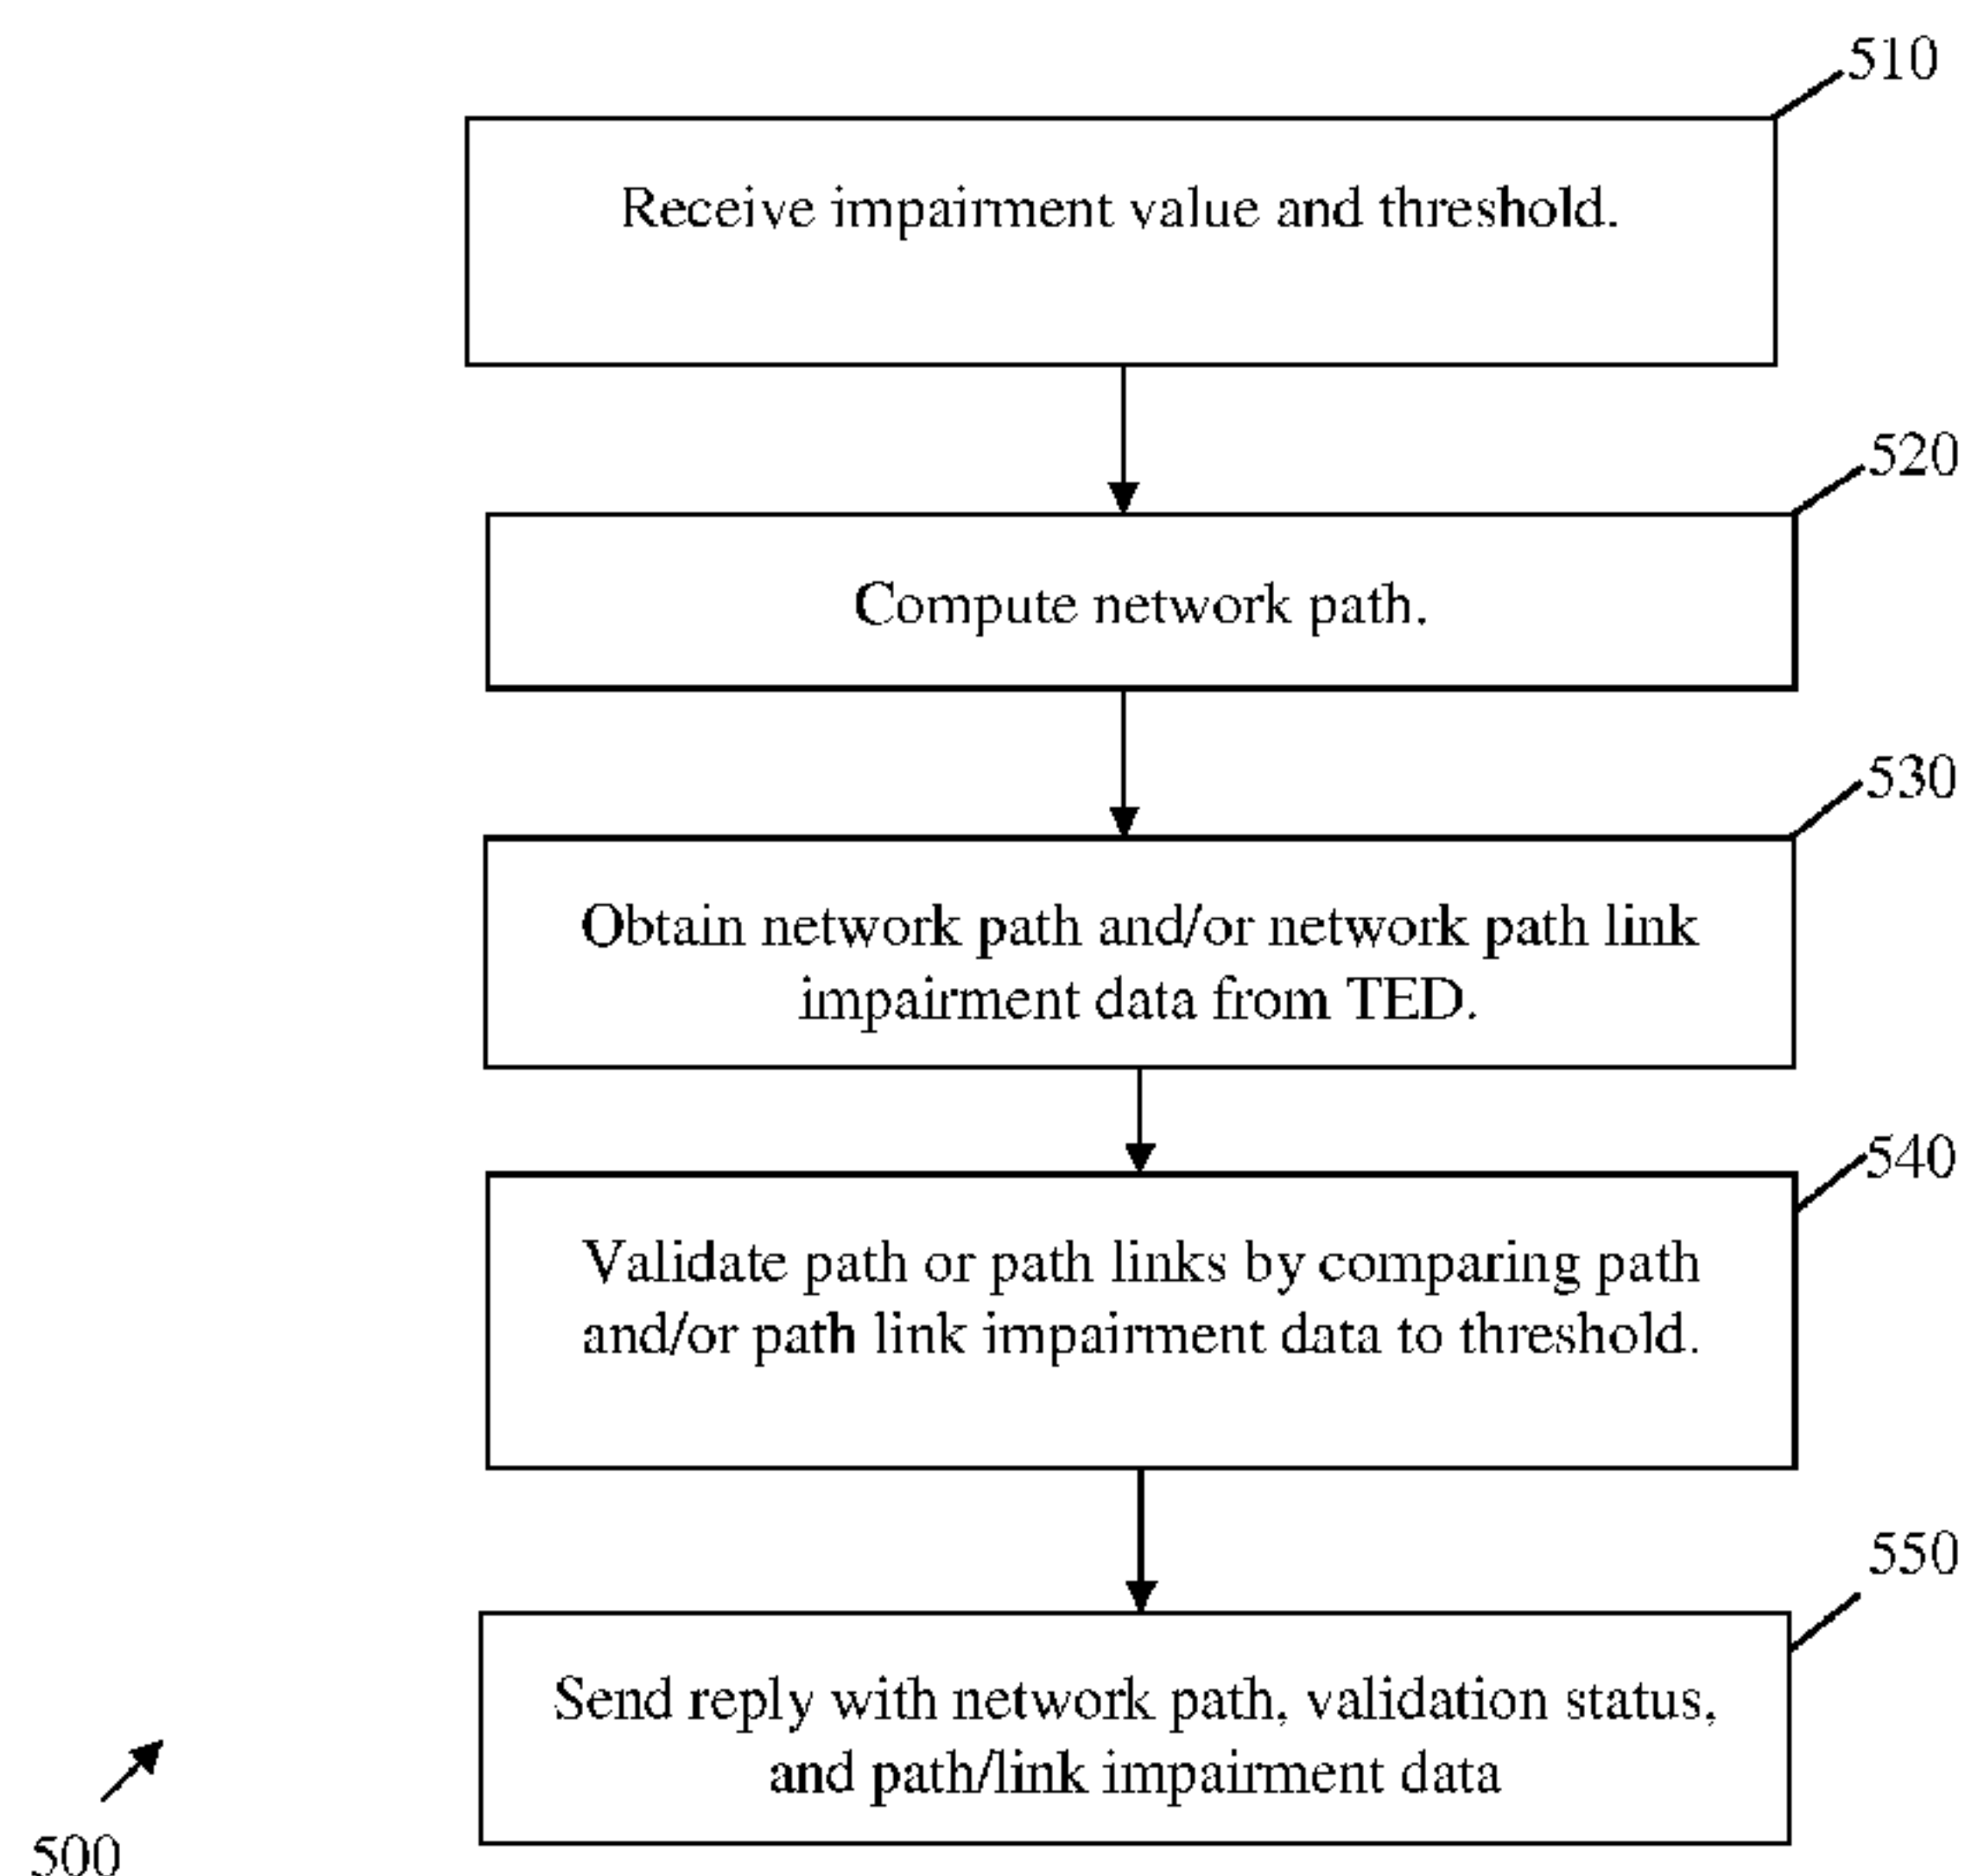 510
Receive impairment value and threshold.
520
Compute network path.
530
Obtain network path and/or network path link
impairment data from TED.
540
Validate path or path links by comparing path
and/or path link impairment data to threshold.
550
Send reply with network path, validation status,
and path/link impairment data
500